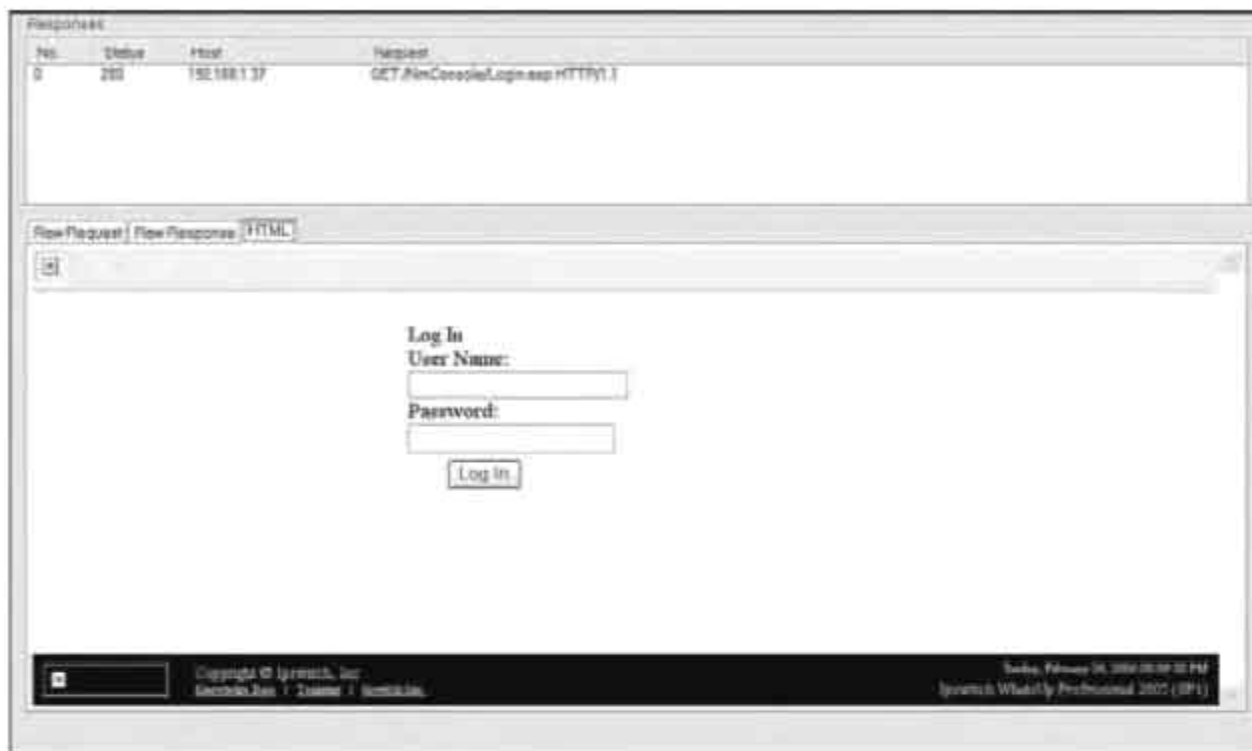 Responses
No. Status Host Request
0 200 192.168.1.37 GET /NmConsole/Login.asp HTTP/1.1
Raw Request Raw Response HTML
Log In
User Name:
Password:
Log In
Copyright © Ipswitch, Inc
Ipswitch WhatsUp Professional 2005 (SP1)